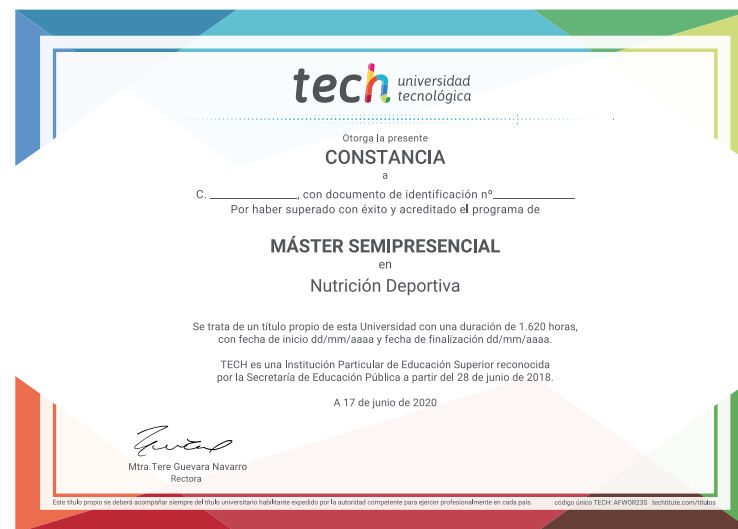 tech universidad
tecnológica
Otorga la presente
CONSTANCIA
a
C. ______________, con documento de identificación nº_____________
Por haber superado con éxito y acreditado el programa de
MÁSTER SEMIPRESENCIAL
en
Nutrición Deportiva
Se trata de un título propio de esta Universidad con una duración de 1.620 horas,
con fecha de inicio dd/mm/aaaa y fecha de finalización dd/mm/aaaa.
TECH es una Institución Particular de Educación Superior reconocida
por la Secretaría de Educación Pública a partir del 28 de junio de 2018.
A 17 de junio de 2020
Mtra.Tere Guevara Navarro
Rectora
Este título propio se deberá acompañar siempre del título universitario habilitante expedido por la autoridad competente para ejercer profesionalmente en cada país. código único TECH: AFWOR23S techtitute.com/titulos